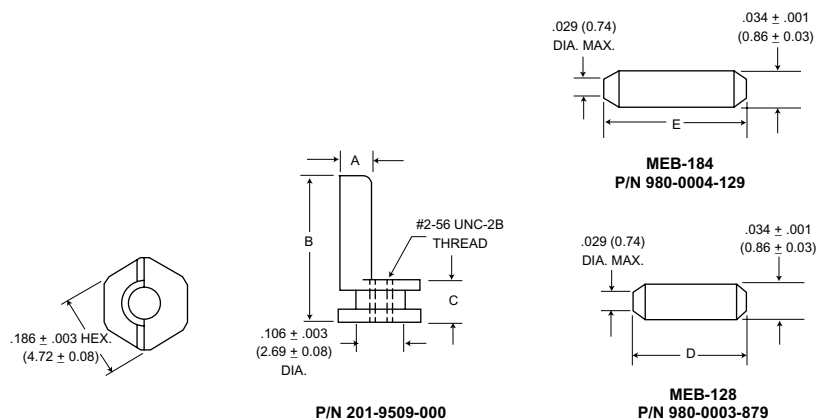 .029 (0.74)
DIA. MAX.
.034 ± .001
(0.86 ± 0.03)
E
MEB-184
P/N 980-0004-129
A
B
#2-56 UNC-2B
THREAD
C
.186 ± .003 HEX.
(4.72 ± 0.08)
.106 ± .003
(2.69 ± 0.08)
DIA.
P/N 201-9509-000
.029 (0.74)
DIA. MAX.
.034 ± .001
(0.86 ± 0.03)
D
MEB-128
P/N 980-0003-879